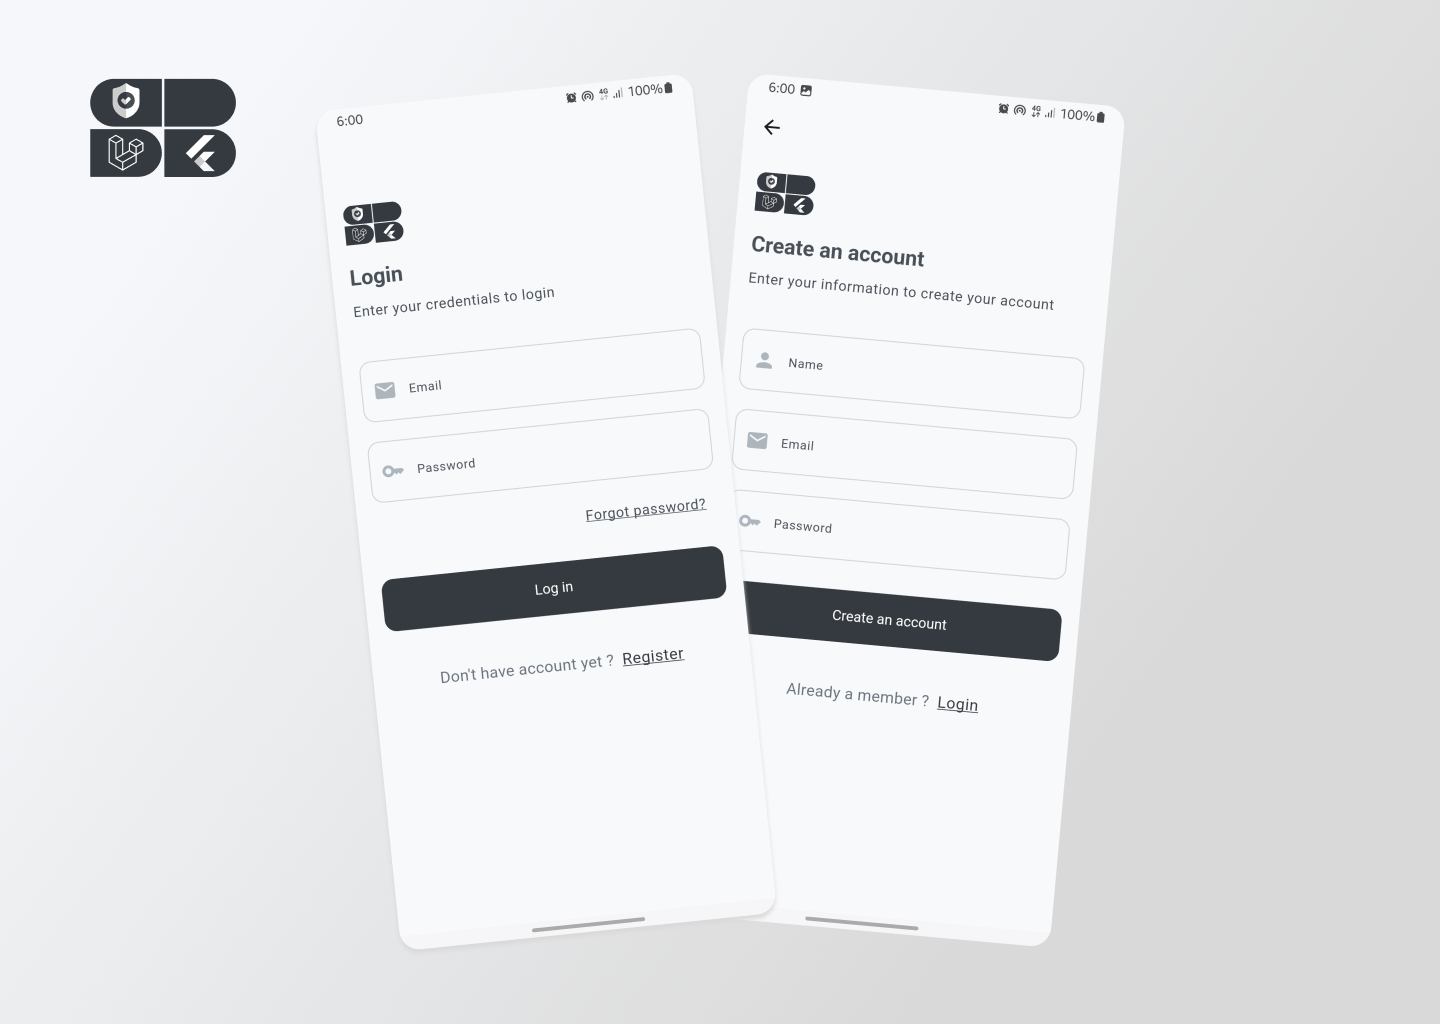 6:00
4G
100%
Login
Enter your credentials to login
Email
Password
Forgot password?
Log in
Don't have account yet ? Register
6:00
4G
100%
Create an account
Enter your information to create your account
Name
Email
Password
Create an account
Already a member ? Login